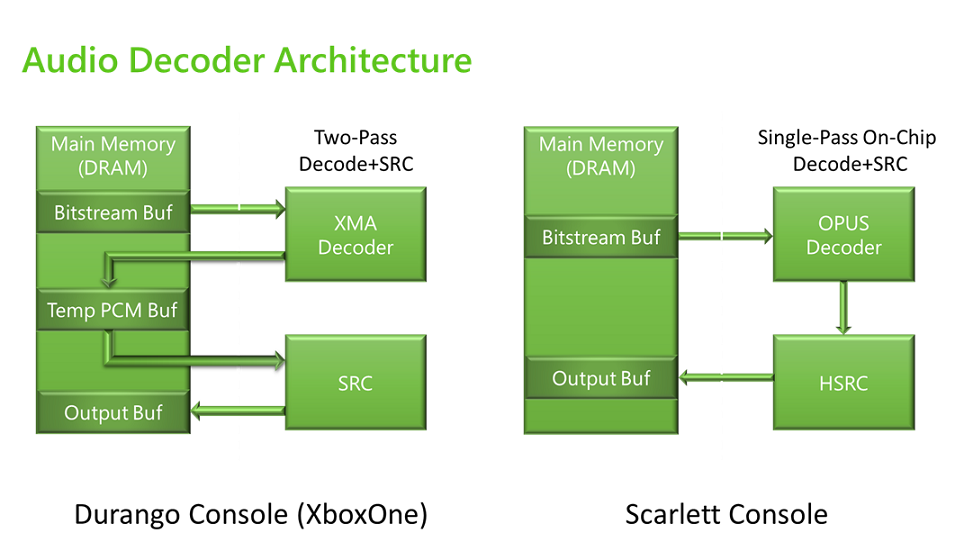 Audio Decoder Architecture
Main Memory
(DRAM)
Bitstream Buf
Temp PCM Buf
Output Buf
Two-Pass
Decode+SRC
XMA
Decoder
SRC
Durango Console (XboxOne)
Main Memory
(DRAM)
Bitstream Buf
Output Buf
Single-Pass On-Chip
Decode+SRC
OPUS
Decoder
HSRC
Scarlett Console